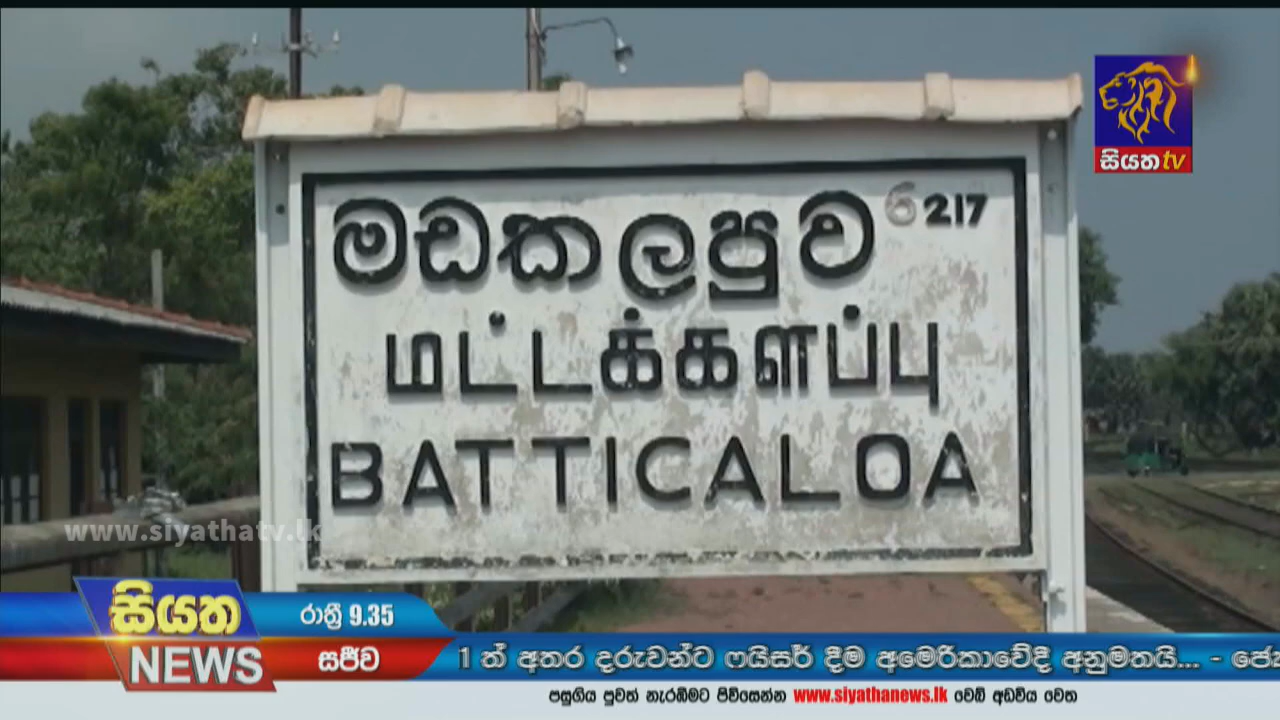 සියත tv
මඩකලපුව රි 217
மட்டக்களப்பு
BATTICALOA
www.siyathatv.lk
සියත
NEWS
රාත්‍රී 9.35
සජීව
1 ත් අතර දරුවන්ට ෆයිසර් දීම අමෙරිකාවේදී අනුමතයි... -
පසුගිය පුවත් නැරඹීමට පිවිසෙන්න www.siyathanews.lk වෙබ් අඩවිය වෙත